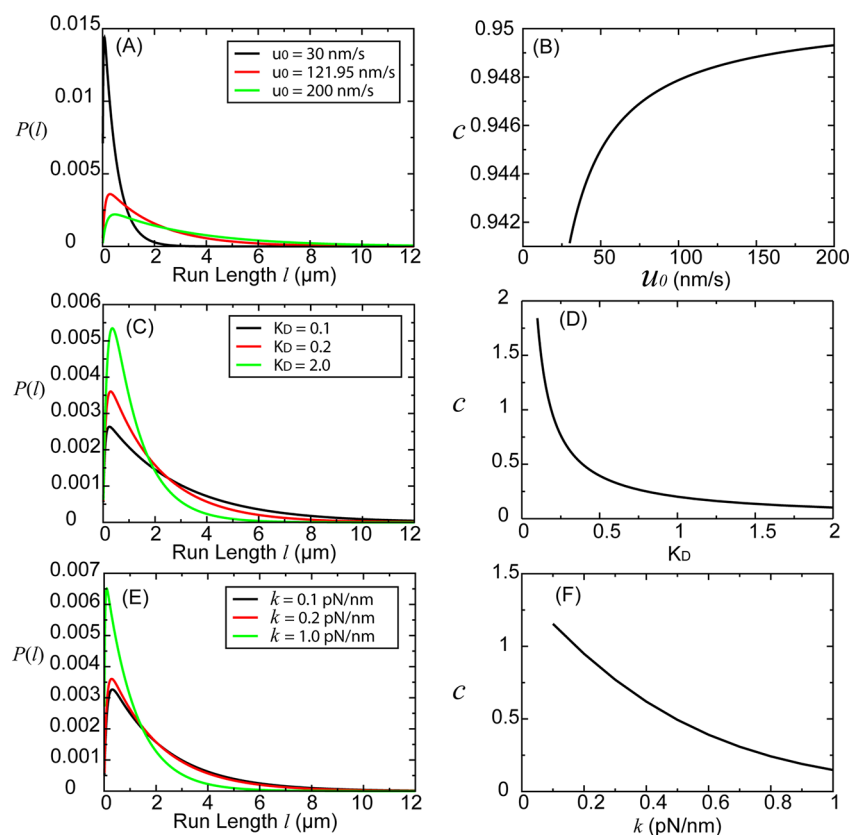 (A)
u0 = 30 nm/s
u0 = 121.95 nm/s
u0 = 200 nm/s
0.015
0.01
0.005
0
P(l)
0 2 4 6 8 10 12
Run Length l (µm)
(B)
0.95
0.948
0.946
0.944
0.942
c
50 100 150 200
u0 (nm/s)
(C)
KD = 0.1
KD = 0.2
KD = 2.0
0.006
0.005
0.004
0.003
0.002
0.001
0
P(l)
0 2 4 6 8 10 12
Run Length l (µm)
(D)
2
1.5
1
0.5
0
c
0 0.5 1 1.5 2
KD
(E)
k = 0.1 pN/nm
k = 0.2 pN/nm
k = 1.0 pN/nm
0.007
0.006
0.005
0.004
0.003
0.002
0.001
0
P(l)
0 2 4 6 8 10 12
Run Length l (µm)
(F)
1.5
1
0.5
0
c
0.2 0.4 0.6 0.8 1
k (pN/nm)